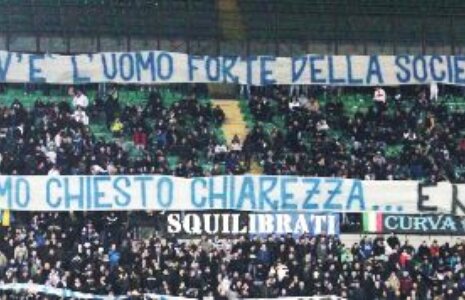 V'È L'UOMO FORTE DELLA SOCIE
MO CHIESTO CHIAREZZA... E
SQUILIBRATI
CURVA